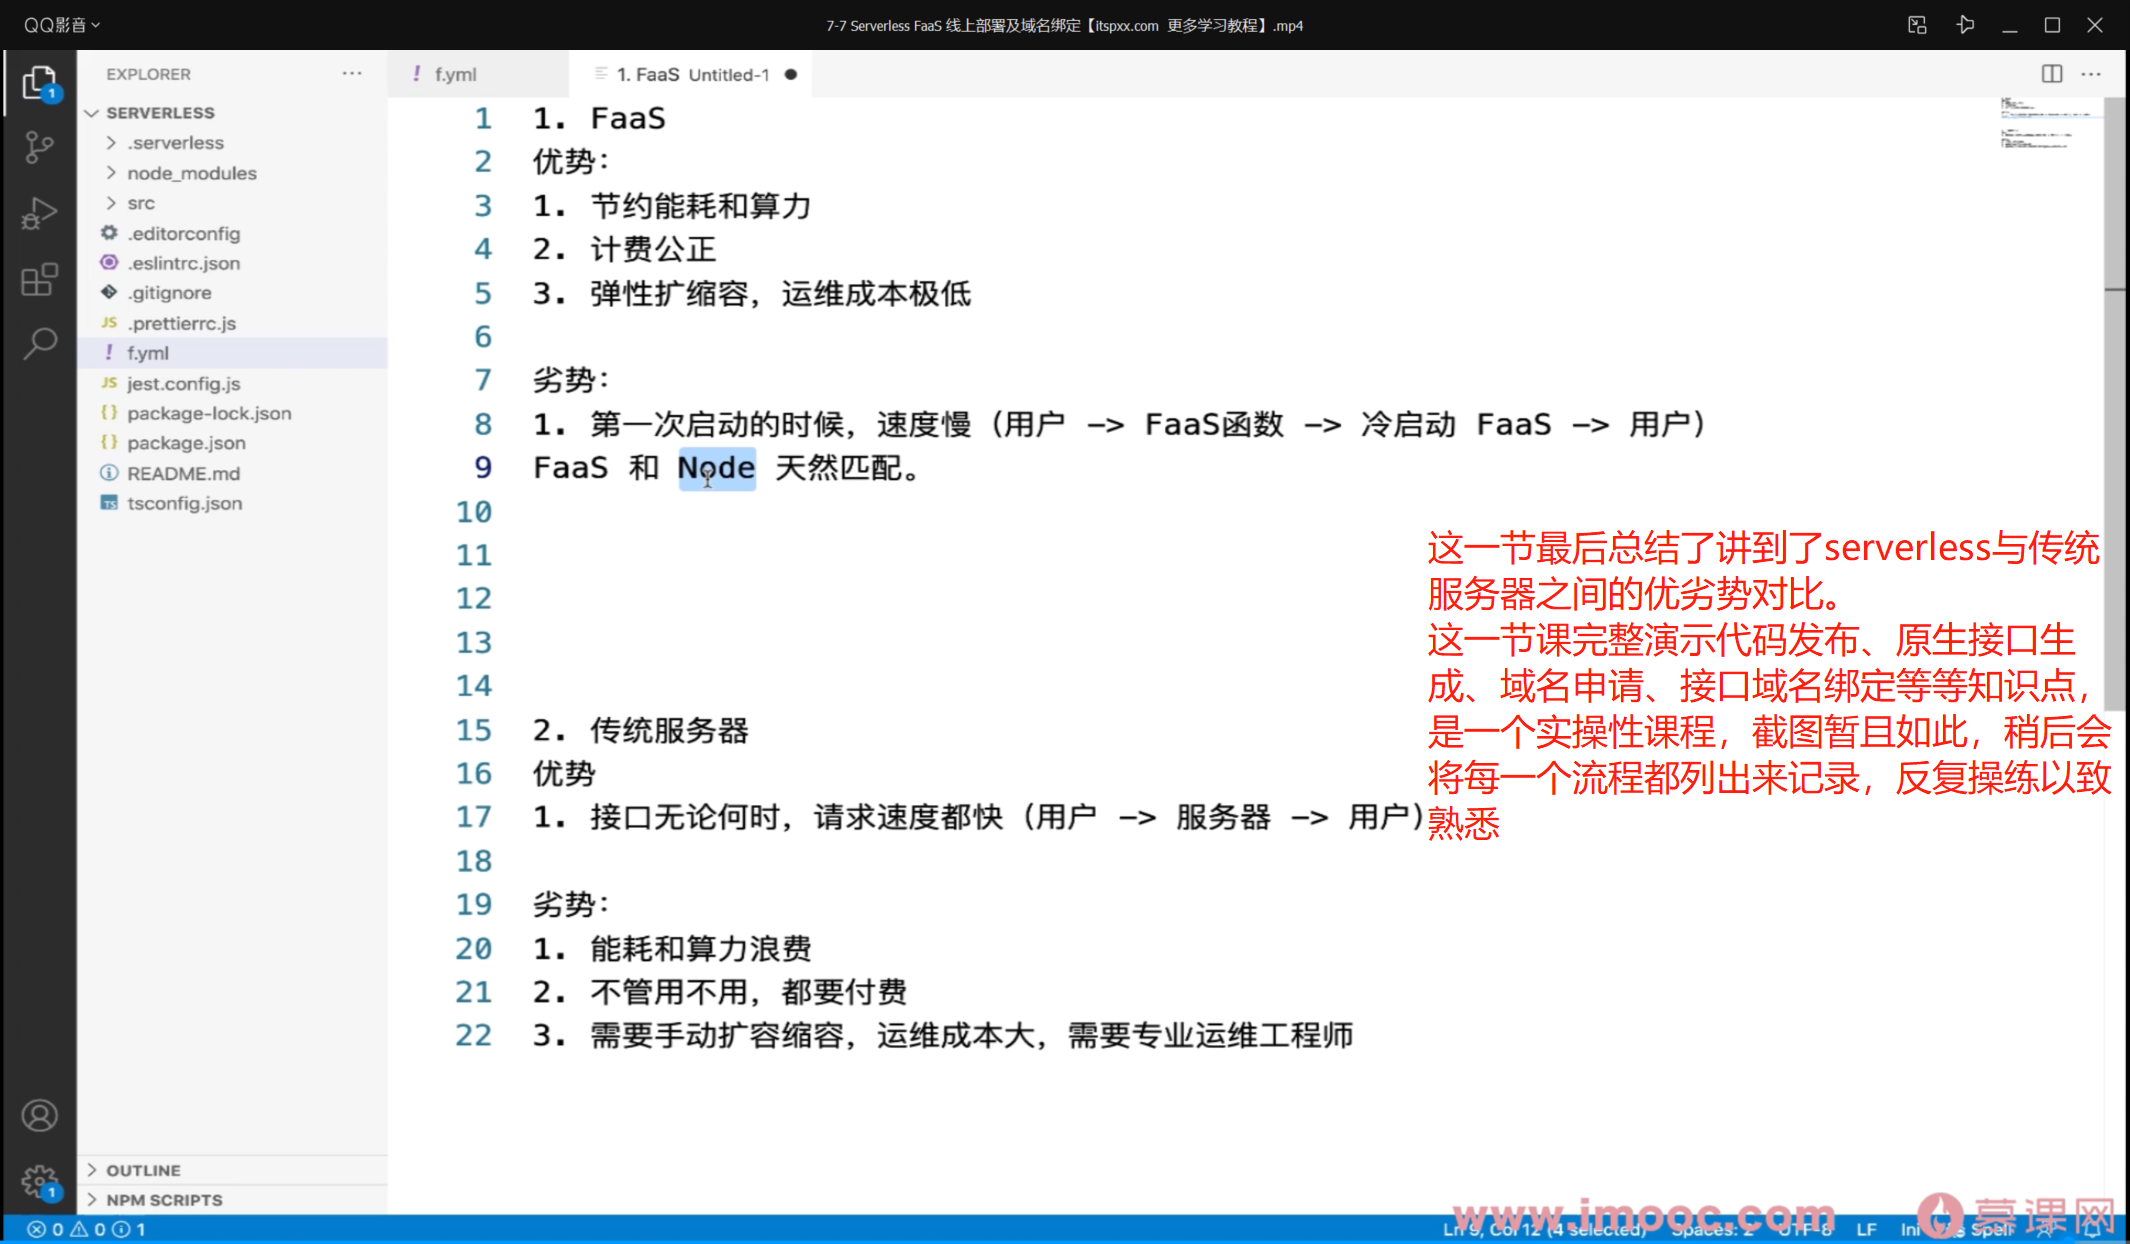 QQ影音
7-7 Serverless FaaS 线上部署及域名绑定【itspxx.com 更多学习教程】.mp4
EXPLORER
SERVERLESS
.serverless
node_modules
src
.editorconfig
.eslintrc.json
.gitignore
JS .prettierrc.js
! f.yml
JS jest.config.js
{} package-lock.json
{} package.json
README.md
TS tsconfig.json
OUTLINE
NPM SCRIPTS
! f.yml
1. FaaS Untitled-1
1 1. FaaS
2 优势：
3 1. 节约能耗和算力
4 2. 计费公正
5 3. 弹性扩缩容，运维成本极低
6
7 劣势：
8 1. 第一次启动的时候，速度慢（用户 —> FaaS函数 —> 冷启动 FaaS —> 用户）
9 FaaS 和 Node 天然匹配。
10
11
12
13
14
15 2. 传统服务器
16 优势
17 1. 接口无论何时，请求速度都快（用户 —> 服务器 —> 用户）
18
19 劣势：
20 1. 能耗和算力浪费
21 2. 不管用不用，都要付费
22 3. 需要手动扩容缩容，运维成本大，需要专业运维工程师
这一节最后总结了讲到了serverless与传统
服务器之间的优劣势对比。
这一节课完整演示代码发布、原生接口生
成、域名申请、接口域名绑定等等知识点，
是一个实操性课程，截图暂且如此，稍后会
将每一个流程都列出来记录，反复操练以致
熟悉
www.imooc.com 慕课网
0 0 1
Ln 9, Col 12 (4 selected) Spaces: 2 UTF-8 LF Spell